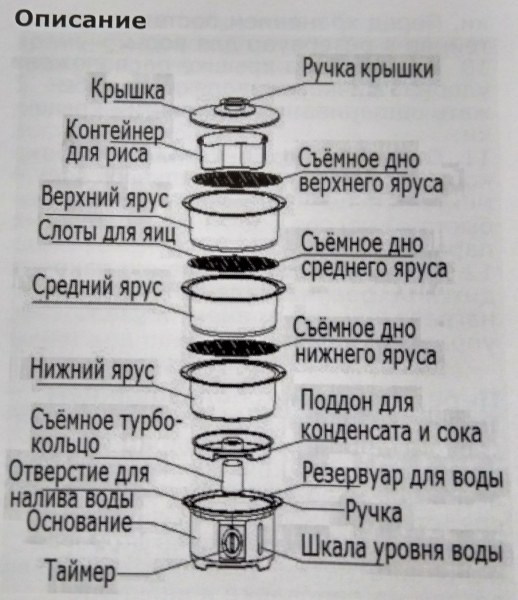 Описание
Ручка крышки
Крышка
Контейнер
для риса
Съёмное дно
верхнего яруса
Верхний ярус
Слоты для яиц
Съёмное дно
среднего яруса
Средний ярус
Съёмное дно
нижнего яруса
Нижний ярус
Поддон для
конденсата и сока
Съёмное турбо-
кольцо
Отверстие для
налива воды
Резервуар для воды
Ручка
Основание
Шкала уровня воды
Таймер